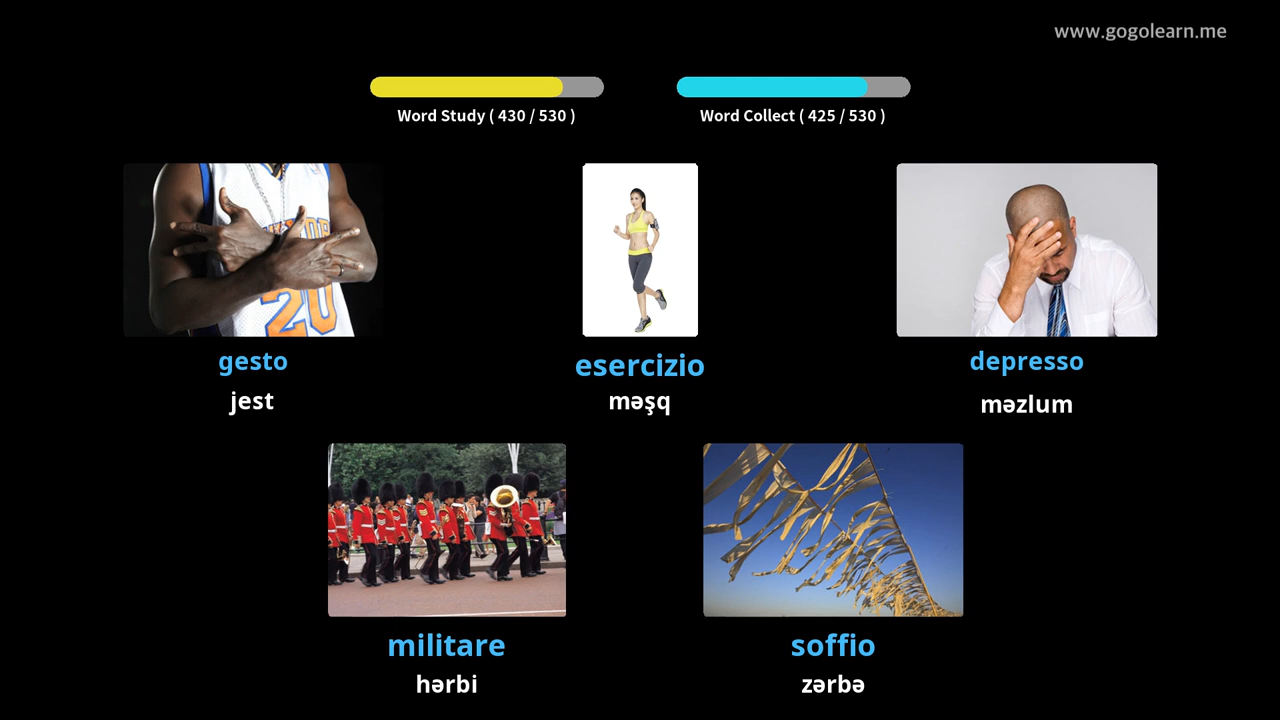 www.gogolearn.me
Word Study ( 430 / 530 )
Word Collect ( 425 / 530 )
20
gesto
esercizio
depresso
jest
məşq
məzlum
militare
soffio
hərbi
zərbə